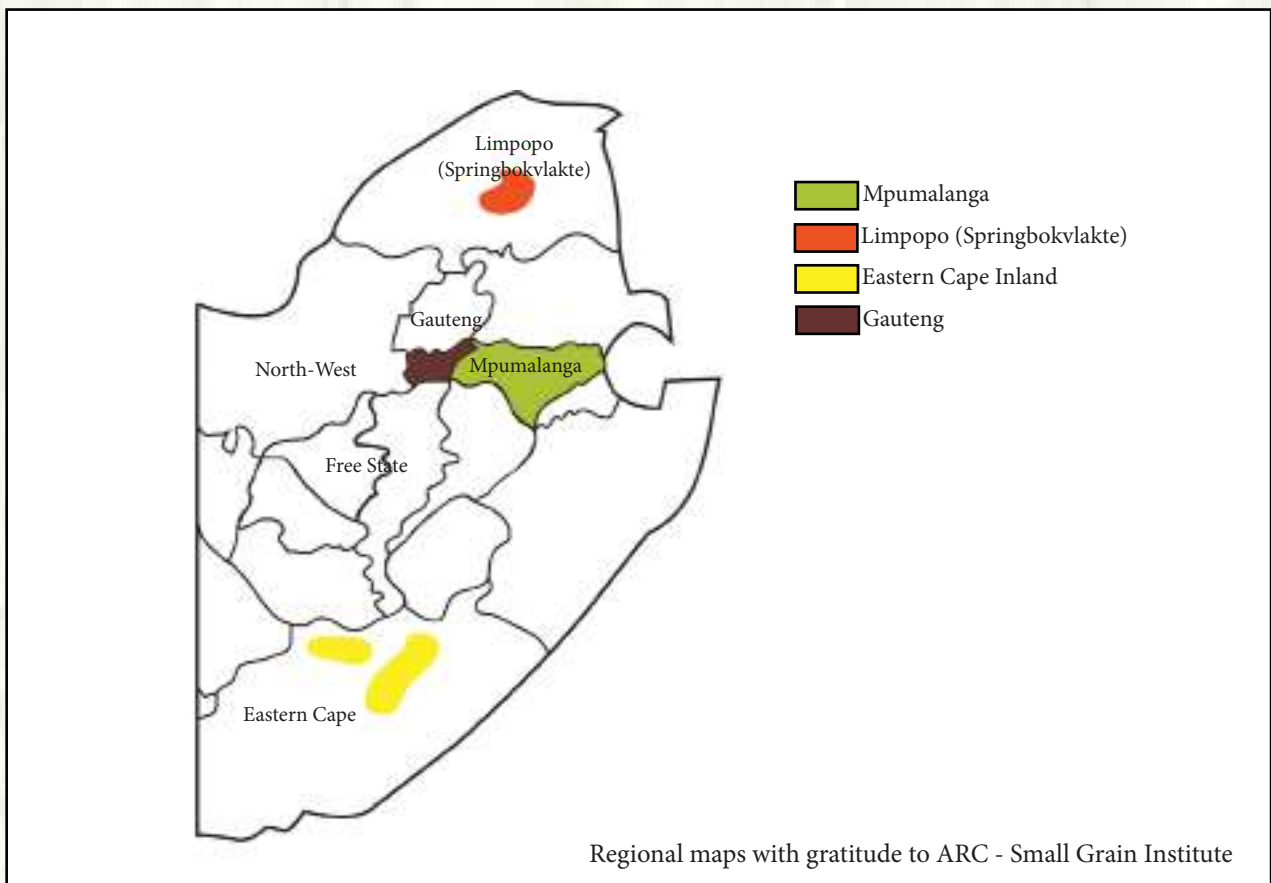 Limpopo
(Springbokvlakte)
Mpumalanga
Limpopo (Springbokvlakte)
Eastern Cape Inland
Gauteng
Gauteng
North-West
Mpumalanga
Free State
Eastern Cape
Regional maps with gratitude to ARC - Small Grain Institute